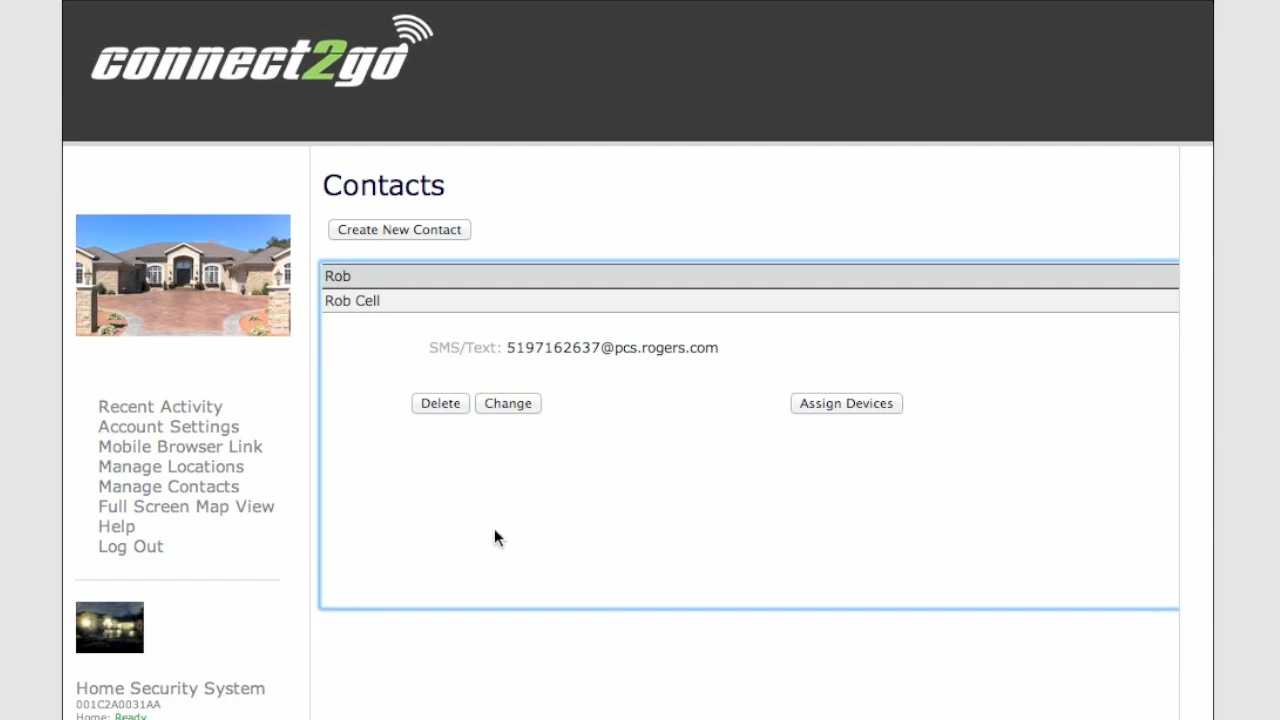 connect2go
Contacts
Create New Contact
Rob
Rob Cell
SMS/Text: 5197162637@pcs.rogers.com
Delete Change Assign Devices
Recent Activity
Account Settings
Mobile Browser Link
Manage Locations
Manage Contacts
Full Screen Map View
Help
Log Out
Home Security System
001C2A0031AA
Home: Ready